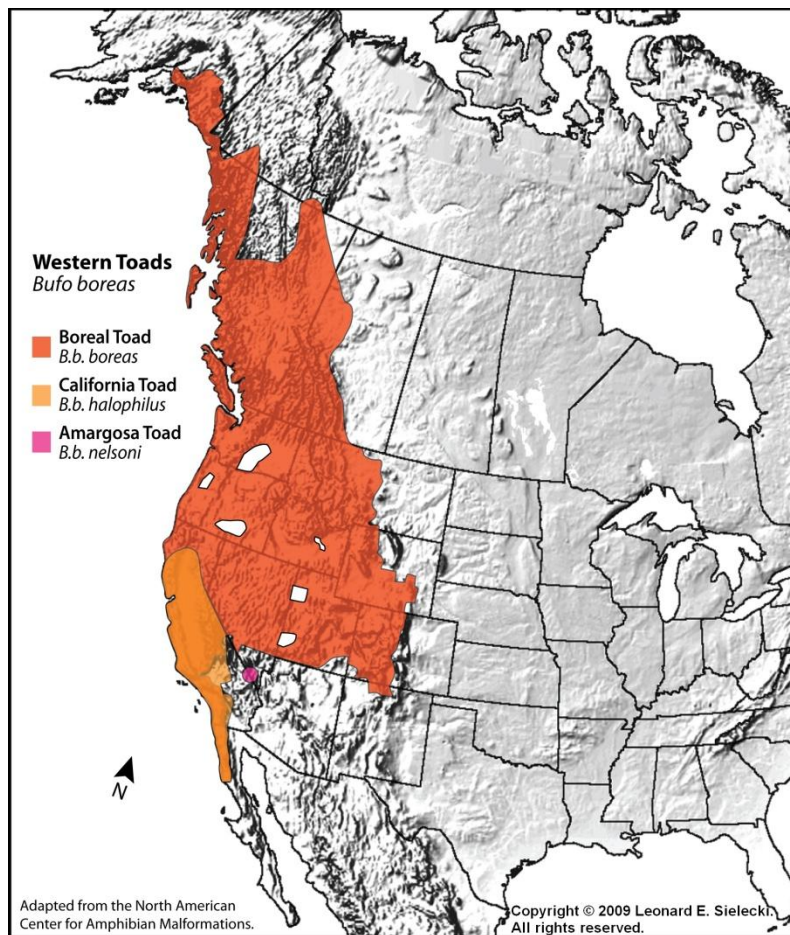 Western Toads
Bufo boreas
Boreal Toad
B.b. boreas
California Toad
B.b. halophilus
Amargosa Toad
B.b. nelsoni
N
Adapted from the North American
Center for Amphibian Malformations.
Copyright © 2009 Leonard E. Sielecki.
All rights reserved.